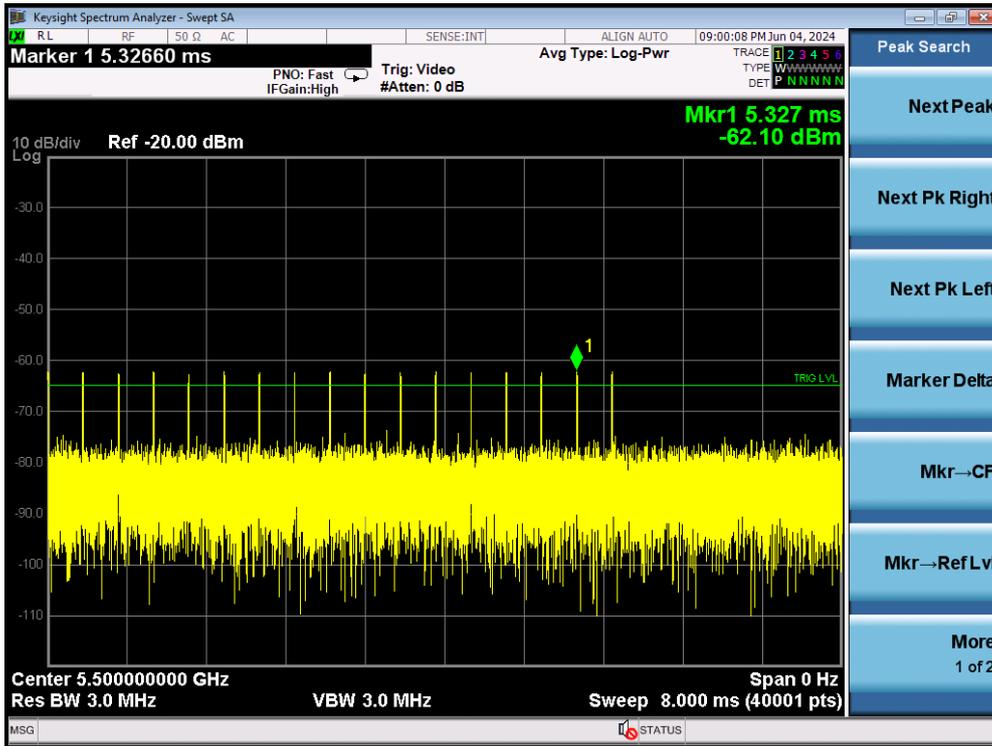 Keysight Spectrum Analyzer - Swept SA
LXI RL RF 50 Ω AC SENSE:INT ALIGN AUTO 09:00:08 PM Jun 04, 2024
Marker 1 5.32660 ms
PNO: Fast
IFGain:High
Trig: Video
#Atten: 0 dB
Avg Type: Log-Pwr
TRACE 1 2 3 4 5 6
TYPE WWWWWW
DET P N N N N N
Mkr1 5.327 ms
-62.10 dBm
10 dB/div Ref -20.00 dBm
Log
-30.0
-40.0
-50.0
-60.0
1
TRIG LVL
-70.0
-80.0
-90.0
-100
-110
Center 5.500000000 GHz Span 0 Hz
Res BW 3.0 MHz VBW 3.0 MHz Sweep 8.000 ms (40001 pts)
MSG STATUS
Peak Search
Next Peak
Next Pk Right
Next Pk Left
Marker Delta
Mkr→CF
Mkr→Ref Lvl
More
1 of 2